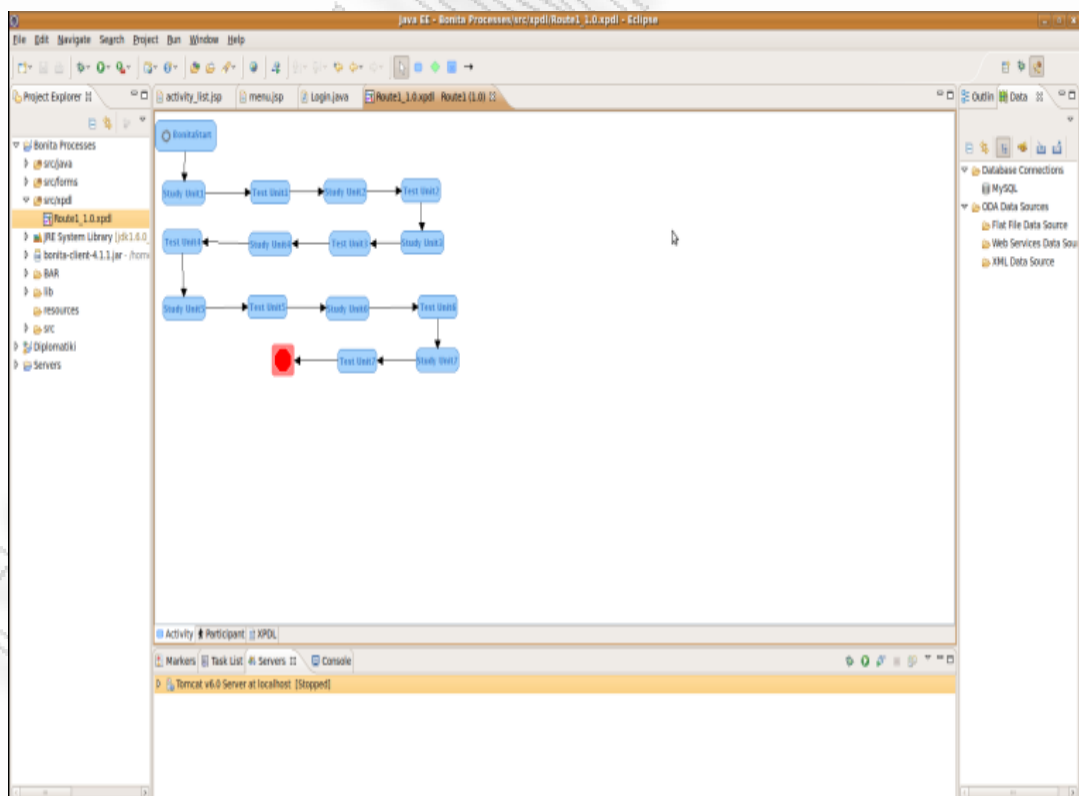 Java EE - Bonita Processes/src/xpdl/Route1_1.0.xpdl - Eclipse
File Edit Navigate Search Project Run Window Help
Project Explorer
activity_list.jsp menu.jsp Login.java Route1_1.0.xpdl Route1 (1.0)
Outlin Data
Bonita Processes
src/java
src/forms
src/xpdl
Route1_1.0.xpdl
JRE System Library [jdk1.6.0_
bonita-client-4.1.1.jar - /hom
BAR
lib
resources
src
Diplomatiki
Servers
BonitaStart
Study Unit1 Test Unit1 Study Unit2 Test Unit2
Test Unit4 Study Unit4 Test Unit3 Study Unit3
Study Unit5 Test Unit5 Study Unit6 Test Unit6
Test Unit7 Study Unit7
Database Connections
MySQL
ODA Data Sources
Flat File Data Source
Web Services Data Sou
XML Data Source
Activity Participant XPDL
Markers Task List Servers Console
Tomcat v6.0 Server at localhost [Stopped]